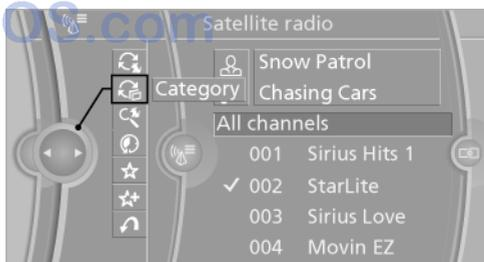 OS.com
Satellite radio
Snow Patrol
Category
Chasing Cars
All channels
001 Sirius Hits 1
✓ 002 StarLite
003 Sirius Love
004 Movin EZ